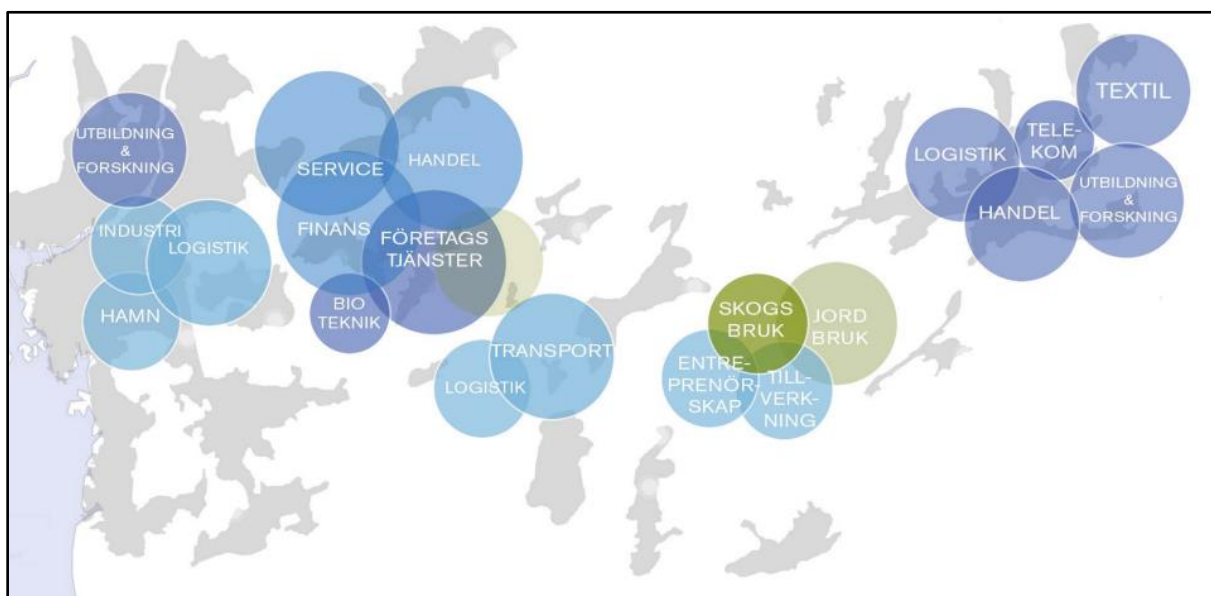 UTBILDNING
&
FORSKNING
INDUSTRI
LOGISTIK
HAMN
SERVICE
HANDEL
FINANS
FÖRETAGS
TJÄNSTER
BIO
TEKNIK
TRANSPORT
LOGISTIK
SKOGS
BRUK
JORD
BRUK
ENTRE-
PRENÖR-
SKAP
TILL-
VERK-
NING
LOGISTIK
TELE-
KOM
TEXTIL
HANDEL
UTBILDNING
&
FORSKNING